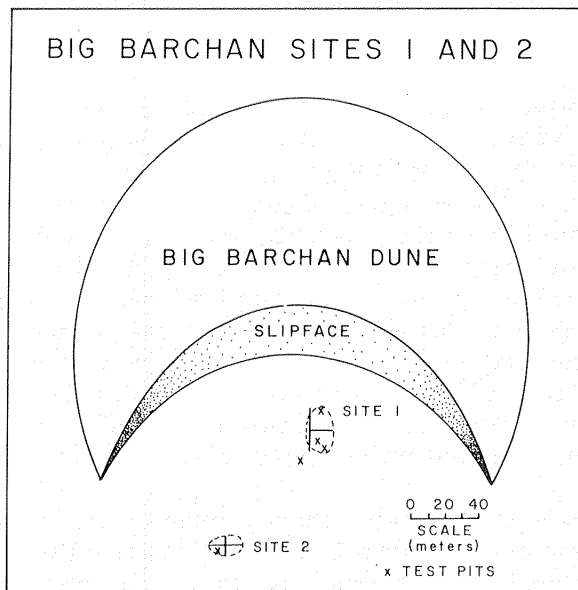 BIG BARCHAN SITES 1 AND 2
BIG BARCHAN DUNE
SLIPFACE
x
SITE 1
x x
x
0 20 40
SCALE
(meters)
x
SITE 2
x TEST PITS